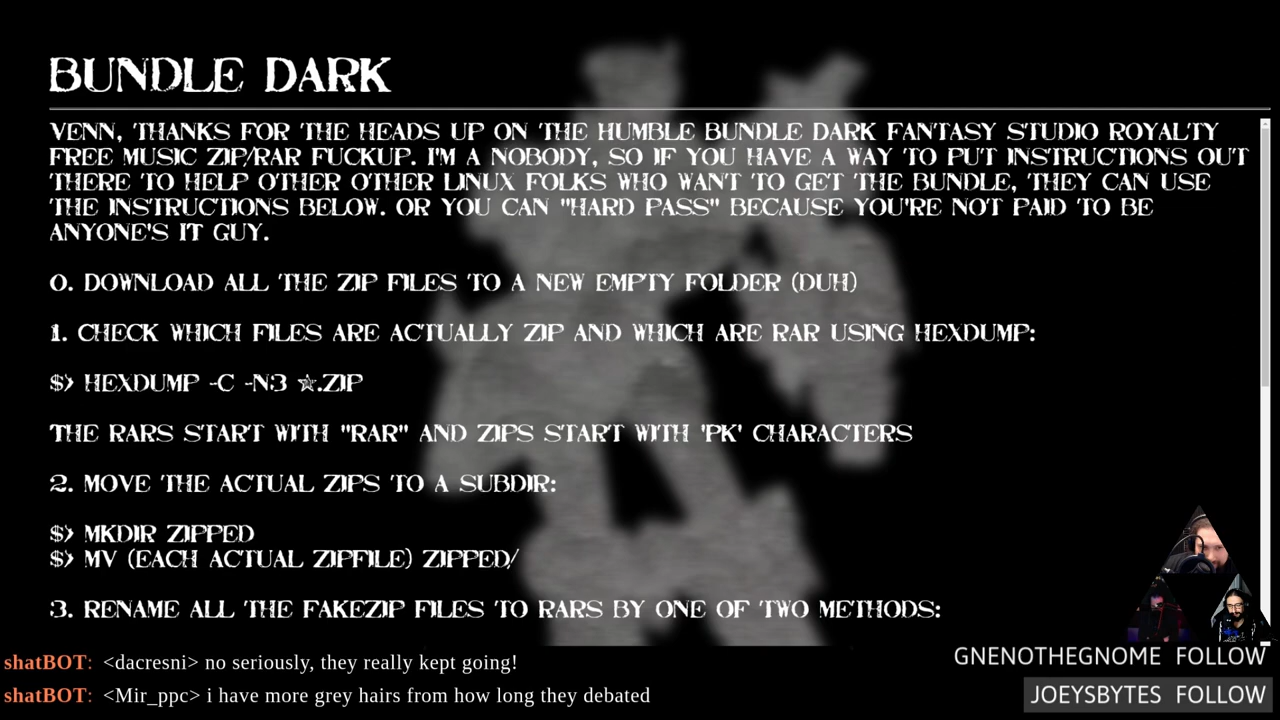 BUNDLE DARK
VENN, THANKS FOR THE HEADS UP ON THE HUMBLE BUNDLE DARK FANTASY STUDIO ROYALTY
FREE MUSIC ZIP/RAR FUCKUP. I'M A NOBODY, SO IF YOU HAVE A WAY TO PUT INSTRUCTIONS OUT
THERE TO HELP OTHER OTHER LINUX FOLKS WHO WANT TO GET THE BUNDLE, THEY CAN USE
THE INSTRUCTIONS BELOW. OR YOU CAN "HARD PASS" BECAUSE YOU'RE NOT PAID TO BE
ANYONE'S IT GUY.
0. DOWNLOAD ALL THE ZIP FILES TO A NEW EMPTY FOLDER (DUH)
1. CHECK WHICH FILES ARE ACTUALLY ZIP AND WHICH ARE RAR USING HEXDUMP:
$> HEXDUMP -C -N3 ☆.ZIP
THE RARS START WITH "RAR" AND ZIPS START WITH 'PK' CHARACTERS
2. MOVE THE ACTUAL ZIPS TO A SUBDIR:
$> MKDIR ZIPPED
$> MV (EACH ACTUAL ZIPFILE) ZIPPED/
3. RENAME ALL THE FAKEZIP FILES TO RARS BY ONE OF TWO METHODS:
shatBOT: <dacresni> no seriously, they really kept going!
shatBOT: <Mir_ppc> i have more grey hairs from how long they debated
GNENOTHEGNOME FOLLOW
JOEYSBYTES FOLLOW